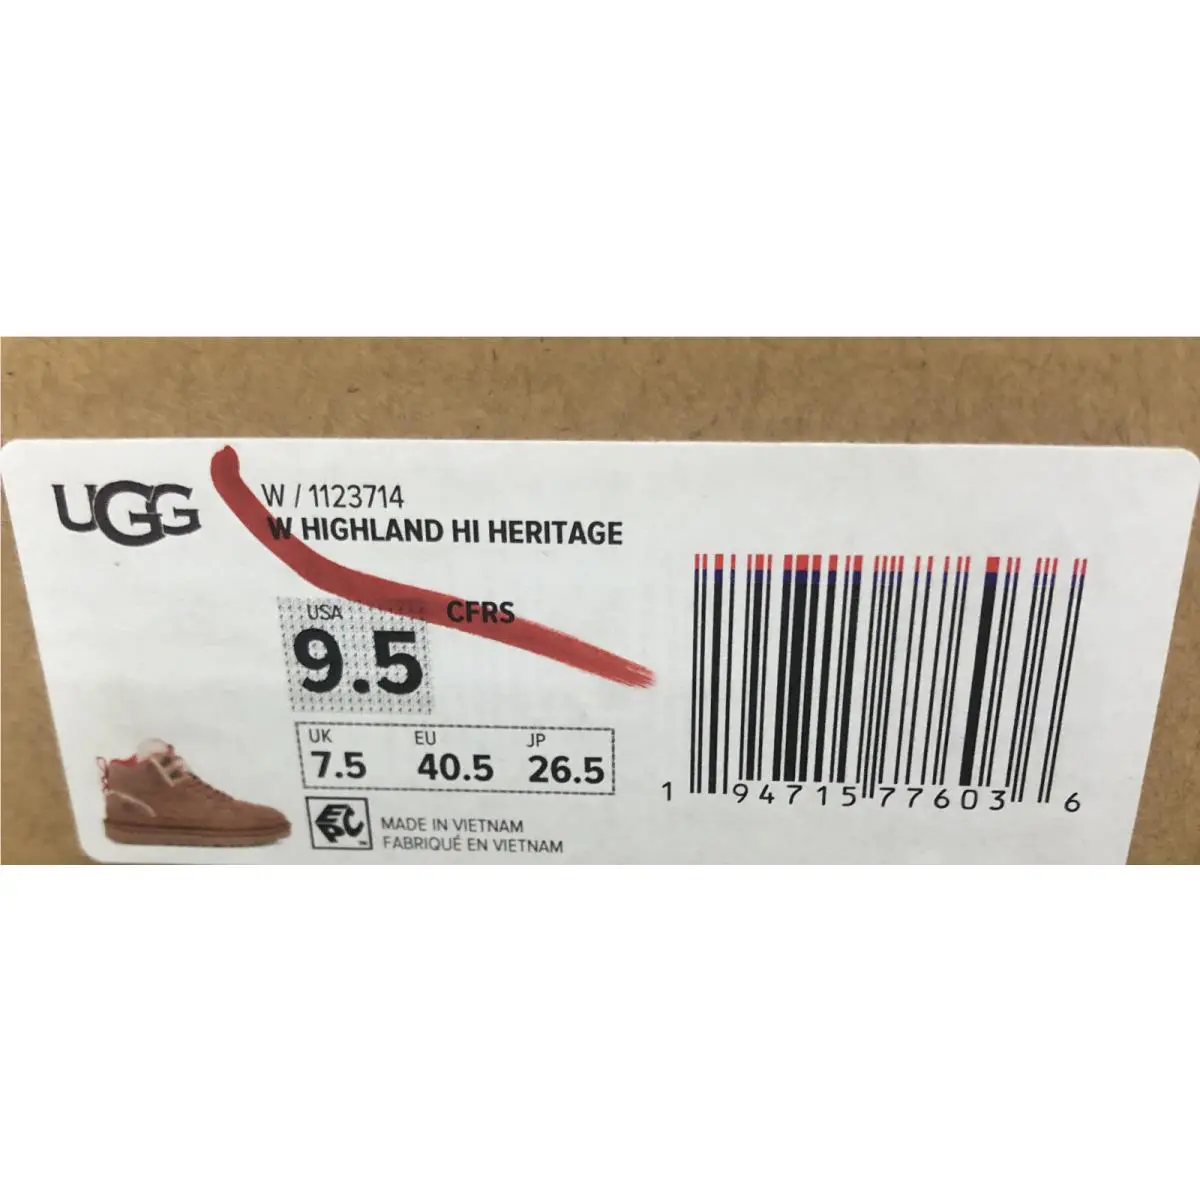 UGG
W / 1123714
W HIGHLAND HI HERITAGE
USA
9.5
CFRS
UK EU JP
7.5 40.5 26.5
EPC
MADE IN VIETNAM
FABRIQUÉ EN VIETNAM
1 94715 77603 6